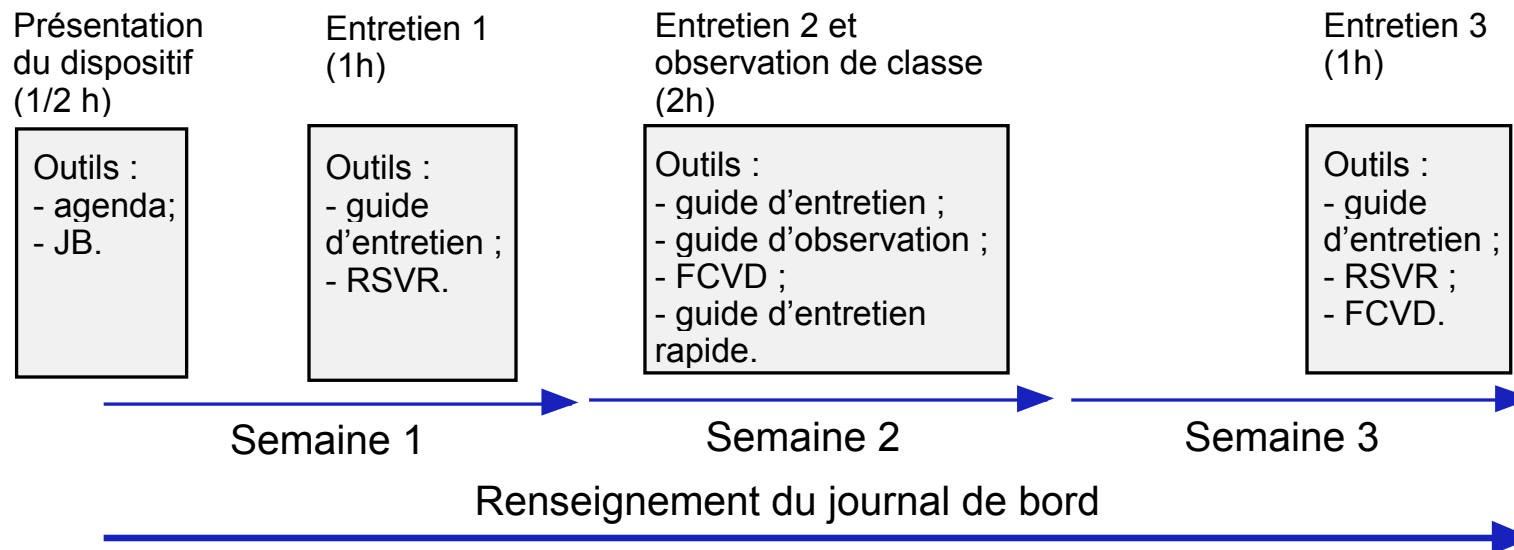 Présentation
du dispositif
(1/2 h)
Entretien 1
(1h)
Entretien 2 et
observation de classe
(2h)
Entretien 3
(1h)
Outils :
- agenda;
- JB.
Outils :
- guide
d’entretien ;
- RSVR.
Outils :
- guide d’entretien ;
- guide d’observation ;
- FCVD ;
- guide d’entretien
rapide.
Outils :
- guide
d’entretien ;
- RSVR ;
- FCVD.
Semaine 1
Semaine 2
Semaine 3
Renseignement du journal de bord